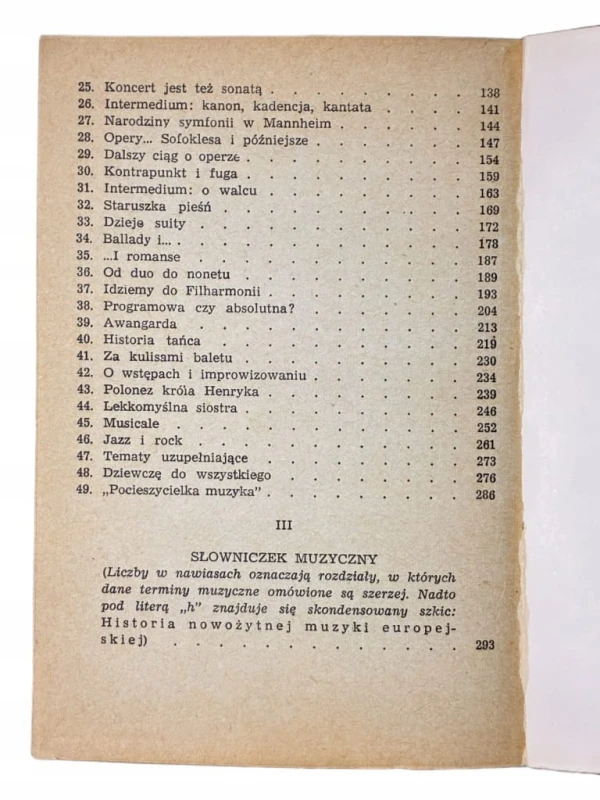 25. Koncert jest też sonatą . . . . . . . . . 138
26. Intermedium: kanon, kadencja, kantata . . . . 141
27. Narodziny symfonii w Mannheim . . . . . . 144
28. Opery... Sofoklesa i późniejsze . . . . . . . 147
29. Dalszy ciąg o operze . . . . . . . . . . 154
30. Kontrapunkt i fuga . . . . . . . . . . 159
31. Intermedium: o walcu . . . . . . . . . 163
32. Staruszka pieśń . . . . . . . . . . . 169
33. Dzieje suity . . . . . . . . . . . . 172
34. Ballady i... . . . . . . . . . . . . . 178
35. ...I romanse . . . . . . . . . . . . 187
36. Od duo do nonetu . . . . . . . . . . 189
37. Idziemy do Filharmonii . . . . . . . . . 193
38. Programowa czy absolutna? . . . . . . . 204
39. Awangarda . . . . . . . . . . . . 213
40. Historia tańca . . . . . . . . . . . 219
41. Za kulisami baletu . . . . . . . . . . 230
42. O wstępach i improwizowaniu . . . . . . . 234
43. Polonez króla Henryka . . . . . . . . . 239
44. Lekkomyślna siostra . . . . . . . . . . 246
45. Musicale . . . . . . . . . . . . . 252
46. Jazz i rock . . . . . . . . . . . . 261
47. Tematy uzupełniające . . . . . . . . . 273
48. Dziewczę do wszystkiego . . . . . . . . 276
49. „Pocieszycielka muzyka” . . . . . . . . . 286
III
SŁOWNICZEK MUZYCZNY
(Liczby w nawiasach oznaczają rozdziały, w których
dane terminy muzyczne omówione są szerzej. Nadto
pod literą „h” znajduje się skondensowany szkic:
Historia nowożytnej muzyki europej-
skiej) . . . . . . . . . . . . . 293